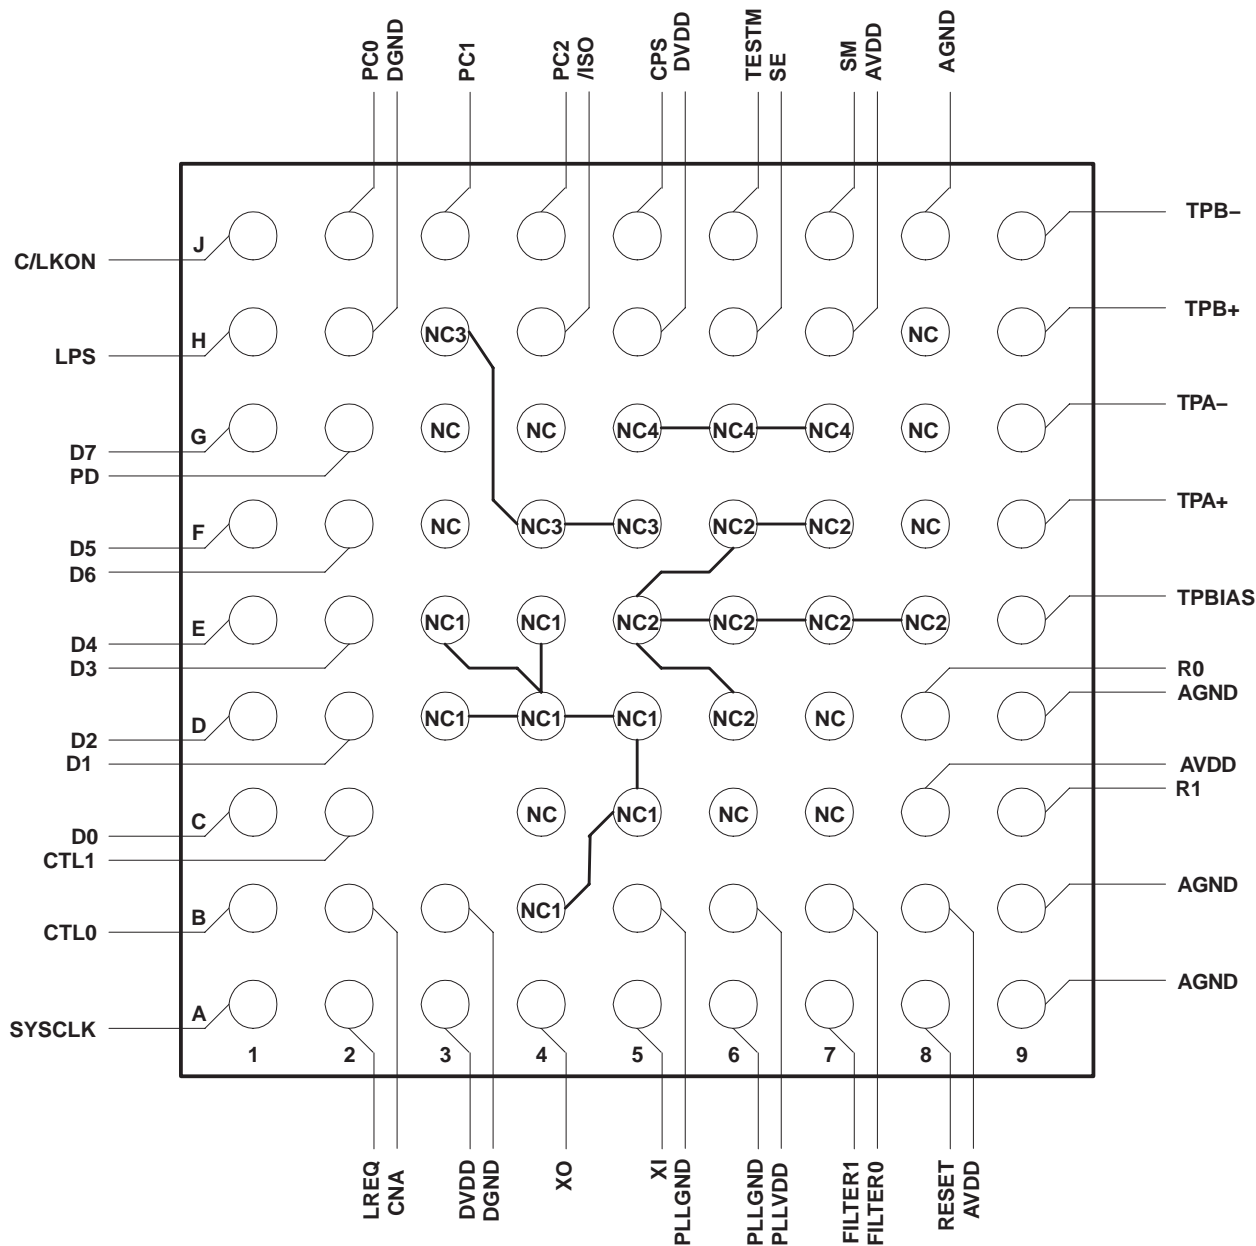 PC0
DGND
PC1
PC2
/ISO
CPS
DVDD
TESTM
SE
SM
AVDD
AGND
J
C/LKON
TPB–
H
LPS
NC3
NC
TPB+
G
D7
PD
NC
NC
NC4
NC4
NC4
NC
TPA–
F
D5
D6
NC
NC3
NC3
NC2
NC2
NC
TPA+
E
D4
D3
NC1
NC1
NC2
NC2
NC2
NC2
TPBIAS
R0
D
D2
D1
NC1
NC1
NC1
NC2
NC
AGND
AVDD
C
D0
CTL1
NC
NC1
NC
NC
R1
B
CTL0
NC1
AGND
A
SYSCLK
AGND
1 2 3 4 5 6 7 8 9
LREQ
CNA
DVDD
DGND
XO
XI
PLLGND
PLLGND
PLLVDD
FILTER1
FILTER0
RESET
AVDD